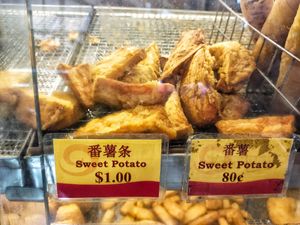 番薯条
Sweet Potato
$1.00
番薯
Sweet Potato
80¢